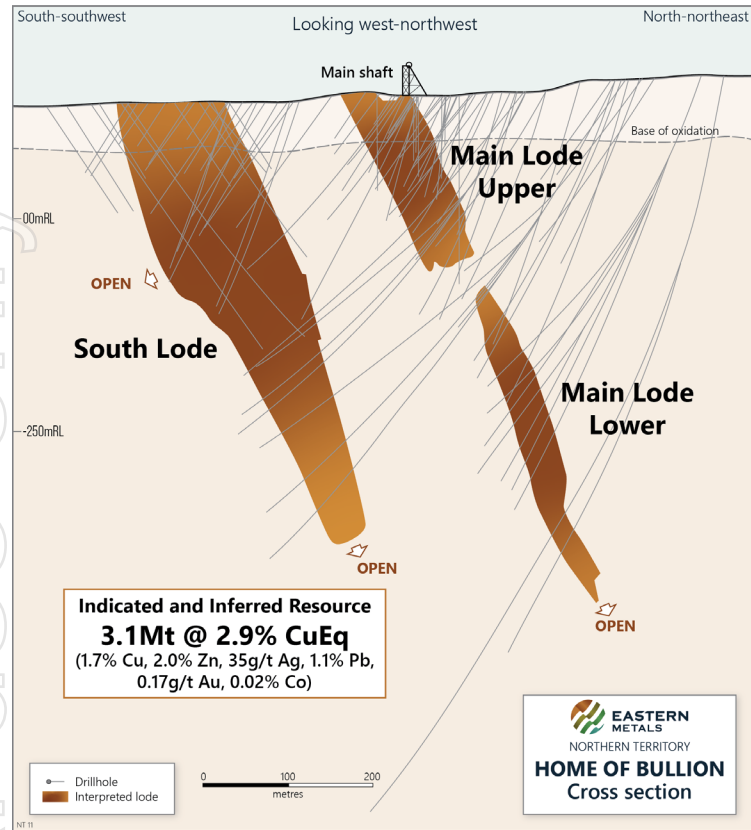 South-southwest
Looking west-northwest
North-northeast
Main shaft
Base of oxidation
Main Lode
Upper
00mRL
OPEN
South Lode
Main Lode
Lower
-250mRL
OPEN
OPEN
Indicated and Inferred Resource
3.1Mt @ 2.9% CuEq
(1.7% Cu, 2.0% Zn, 35g/t Ag, 1.1% Pb,
0.17g/t Au, 0.02% Co)
EASTERN
METALS
NORTHERN TERRITORY
HOME OF BULLION
Cross section
Drillhole
Interpreted lode
0
100
200
metres
NT 11